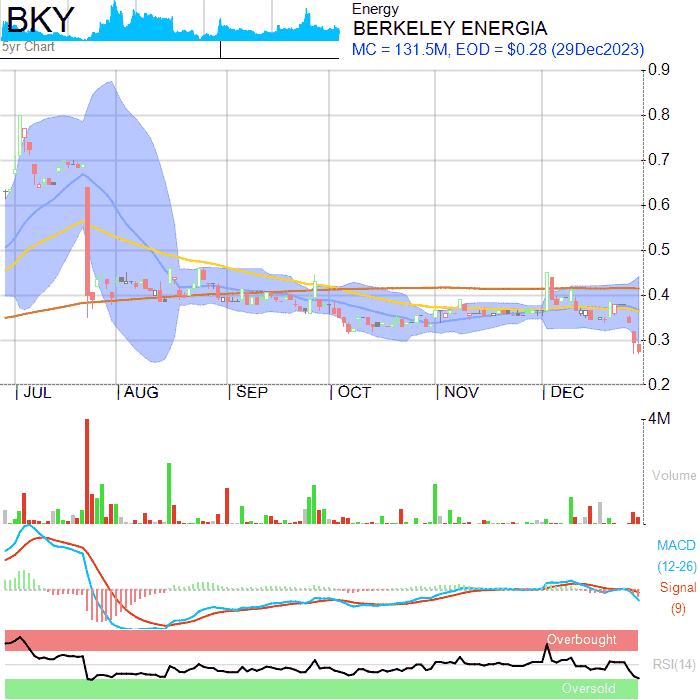 BKY
5yr Chart
Energy
BERKELEY ENERGIA
MC = 131.5M, EOD = $0.28 (29Dec2023)
0.9
0.8
0.7
0.6
0.5
0.4
0.3
0.2
JUL AUG SEP OCT NOV DEC
4M
Volume
0
MACD
(12-26)
Signal
(9)
Overbought
RSI(14)
Oversold